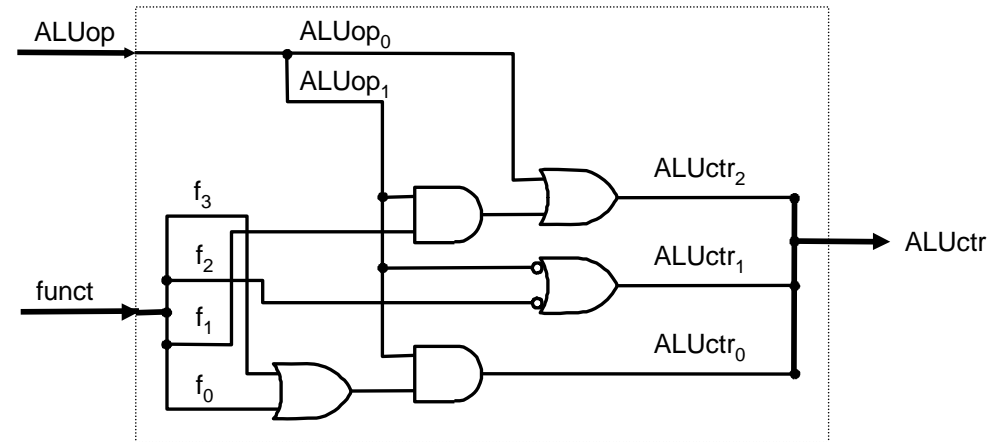 ALUop
ALUop₀
ALUop₁
ALUctr₂
f₃
ALUctr
f₂
ALUctr₁
funct
f₁
ALUctr₀
f₀